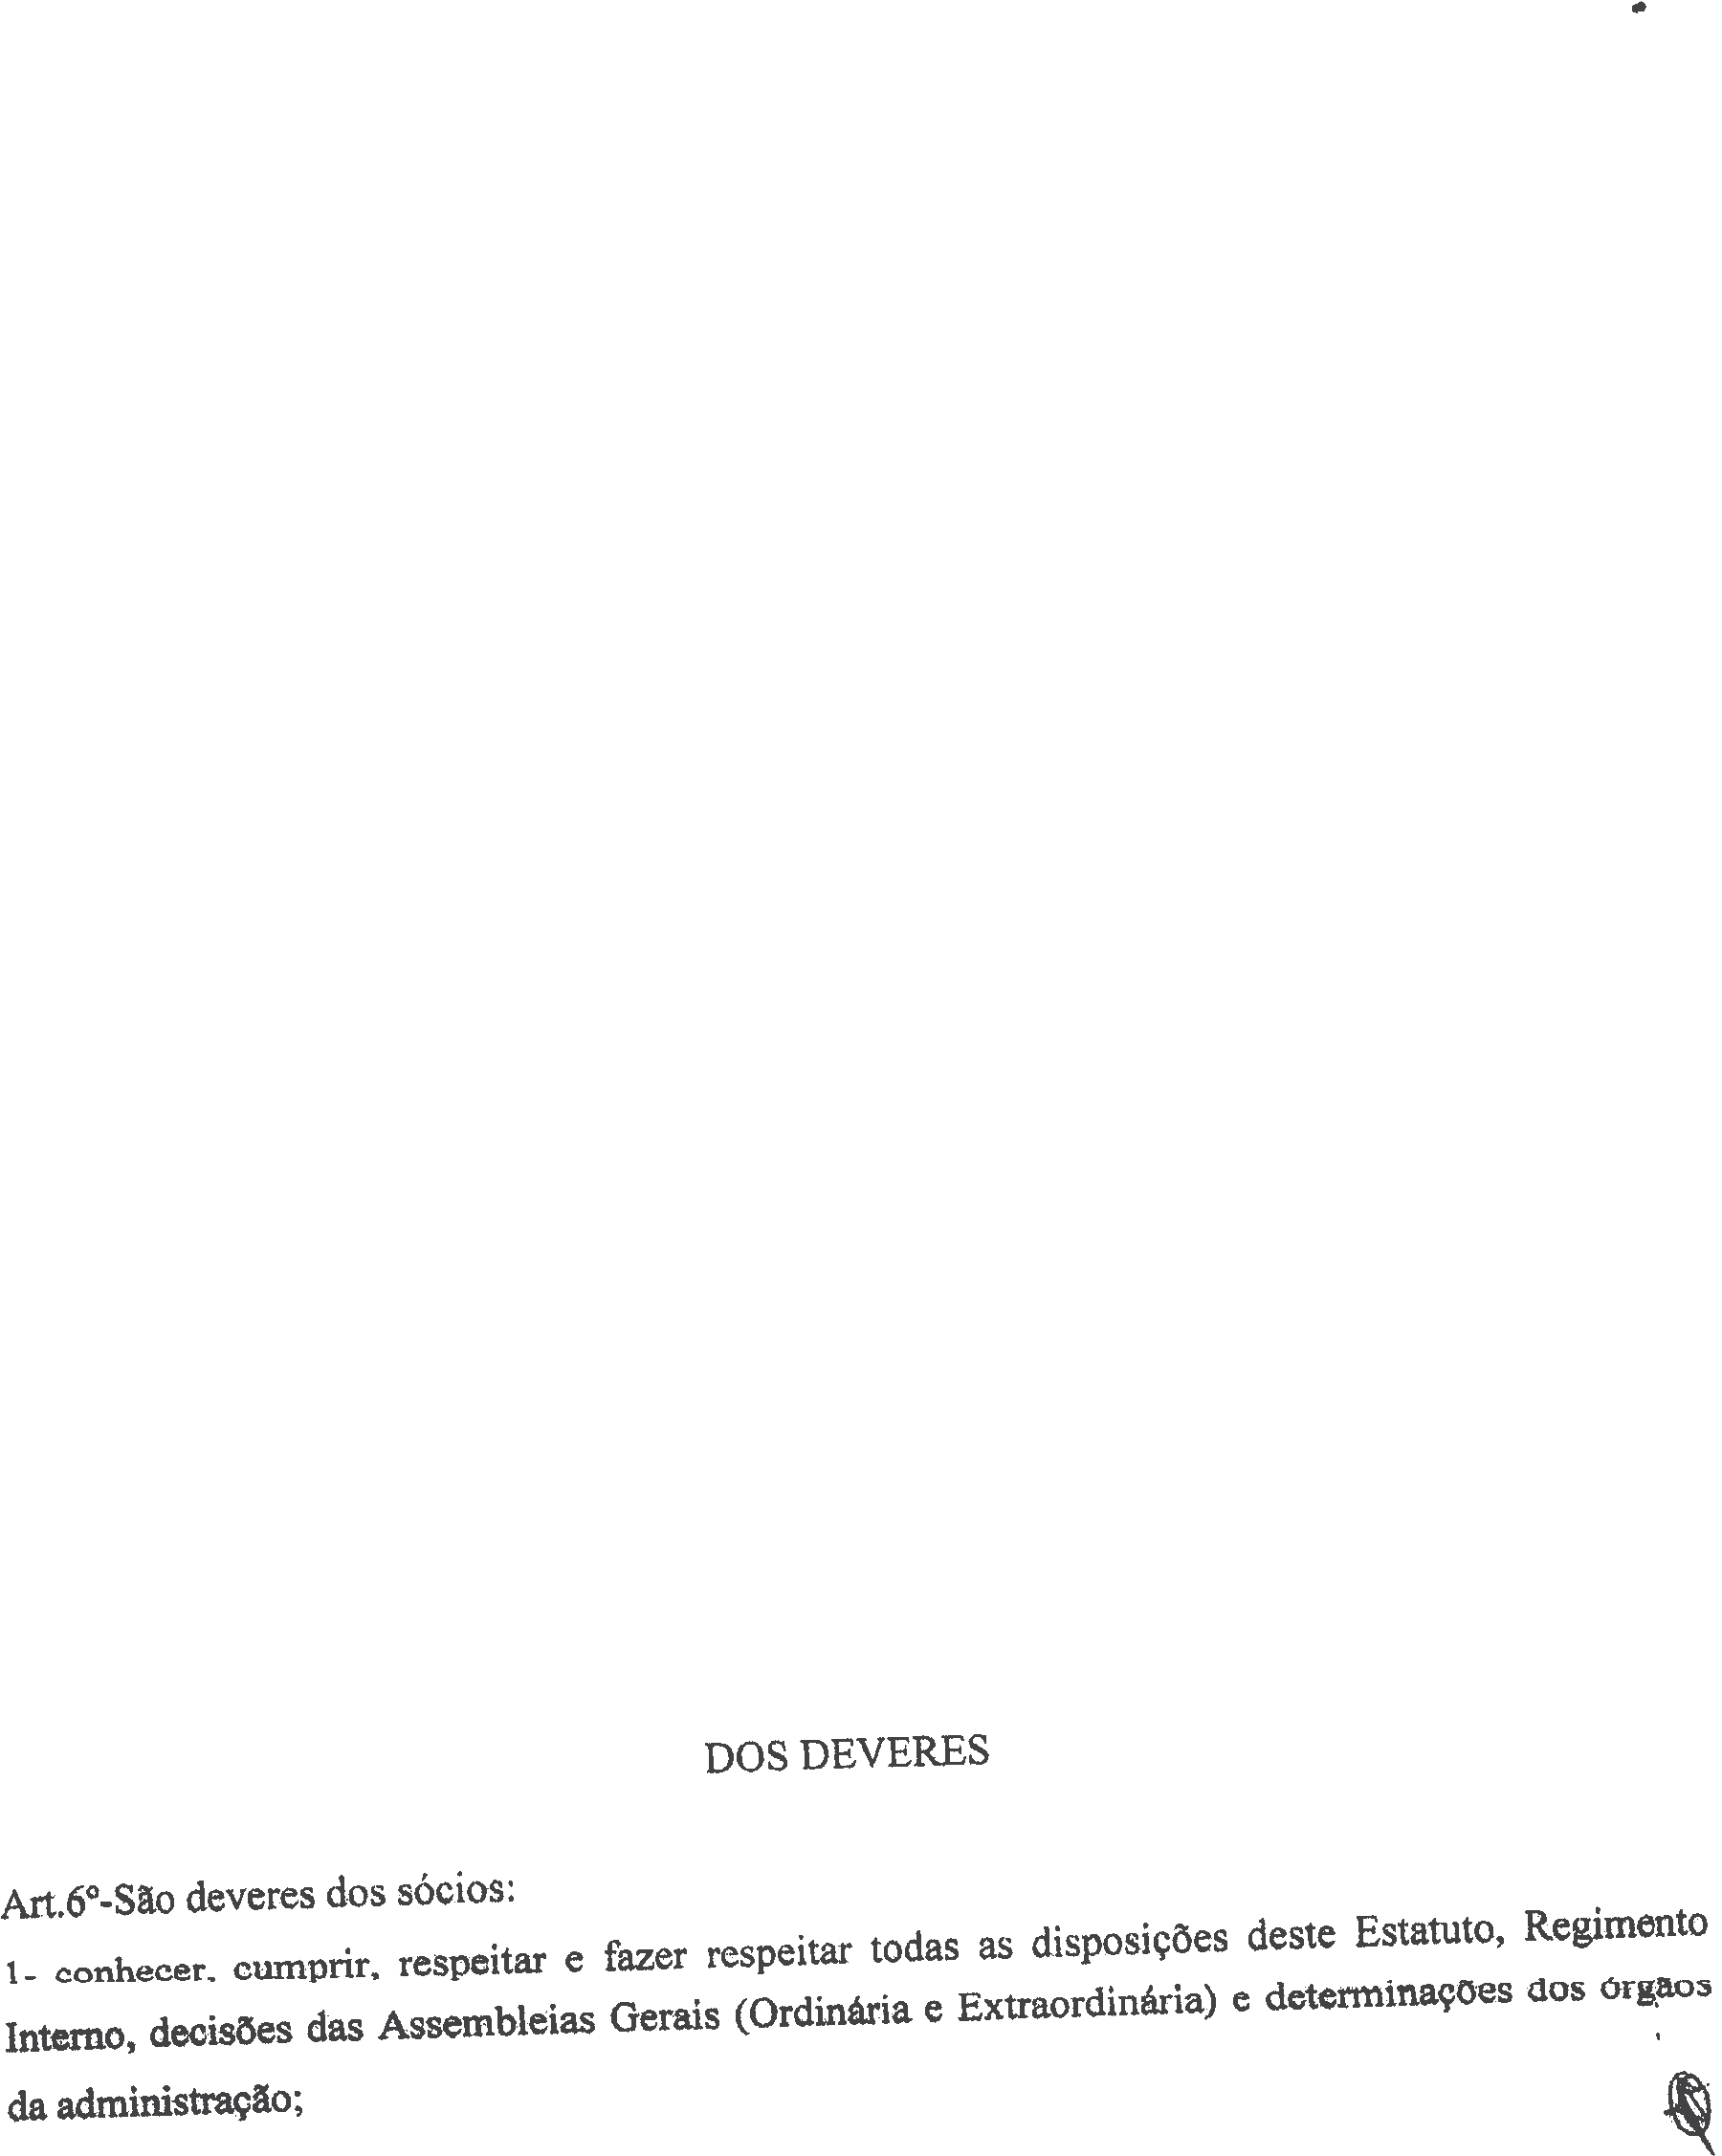 DOS DEVERES
Art.6º-São deveres dos sócios:
1- conhecer, cumprir, respeitar e fazer respeitar todas as disposições deste Estatuto, Regimento
Interno, decisões das Assembleias Gerais (Ordinária e Extraordinária) e determinações dos órgãos
da administração;